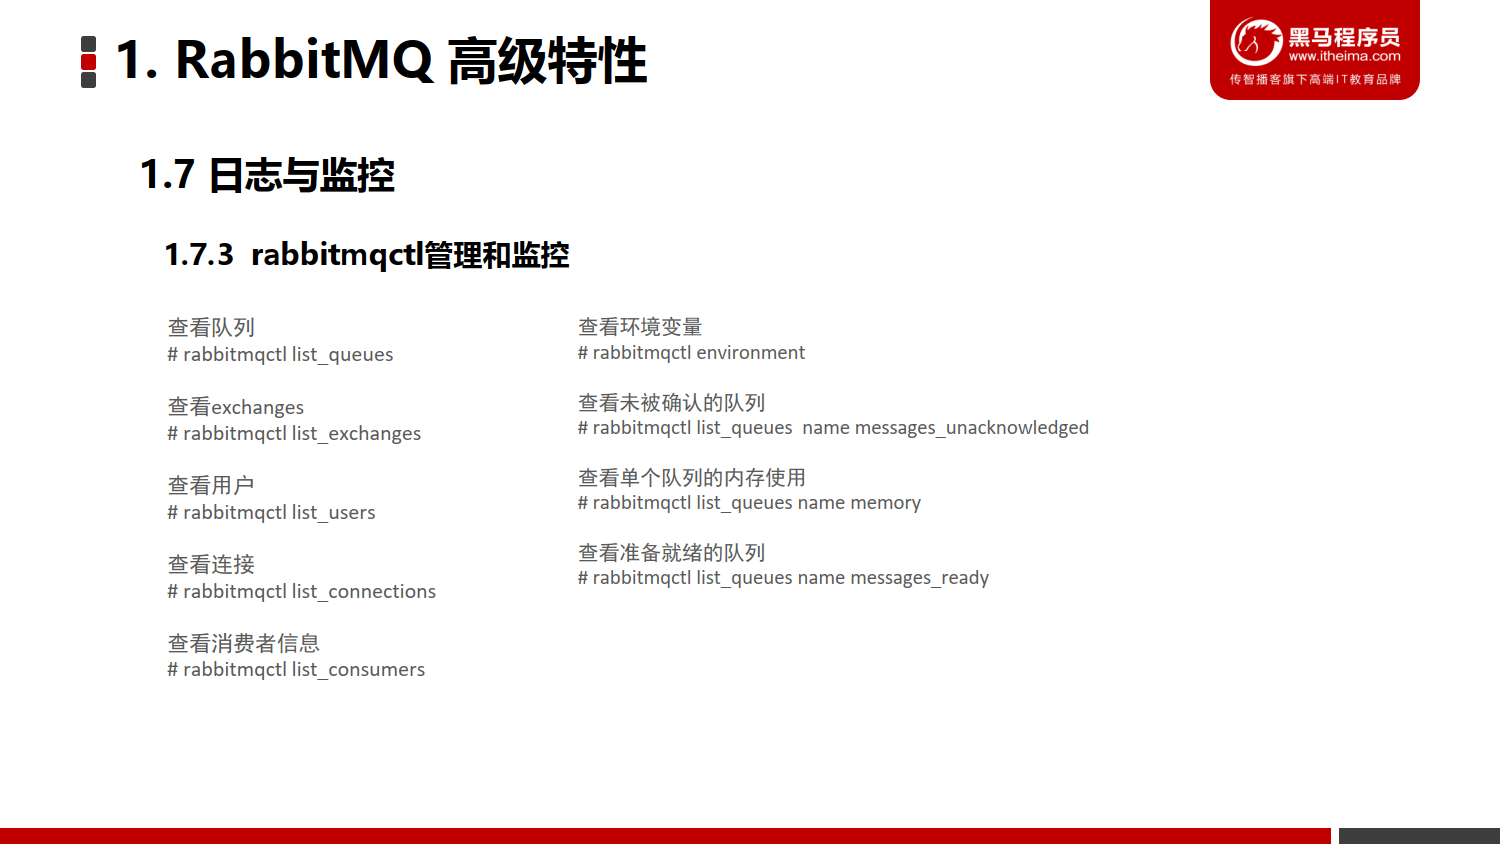 1. RabbitMQ 高级特性
黑马程序员
www.itheima.com
传智播客旗下高端IT教育品牌
1.7 日志与监控
1.7.3  rabbitmqctl管理和监控
查看队列
# rabbitmqctl list_queues
查看exchanges
# rabbitmqctl list_exchanges
查看用户
# rabbitmqctl list_users
查看连接
# rabbitmqctl list_connections
查看消费者信息
# rabbitmqctl list_consumers
查看环境变量
# rabbitmqctl environment
查看未被确认的队列
# rabbitmqctl list_queues  name messages_unacknowledged
查看单个队列的内存使用
# rabbitmqctl list_queues name memory
查看准备就绪的队列
# rabbitmqctl list_queues name messages_ready